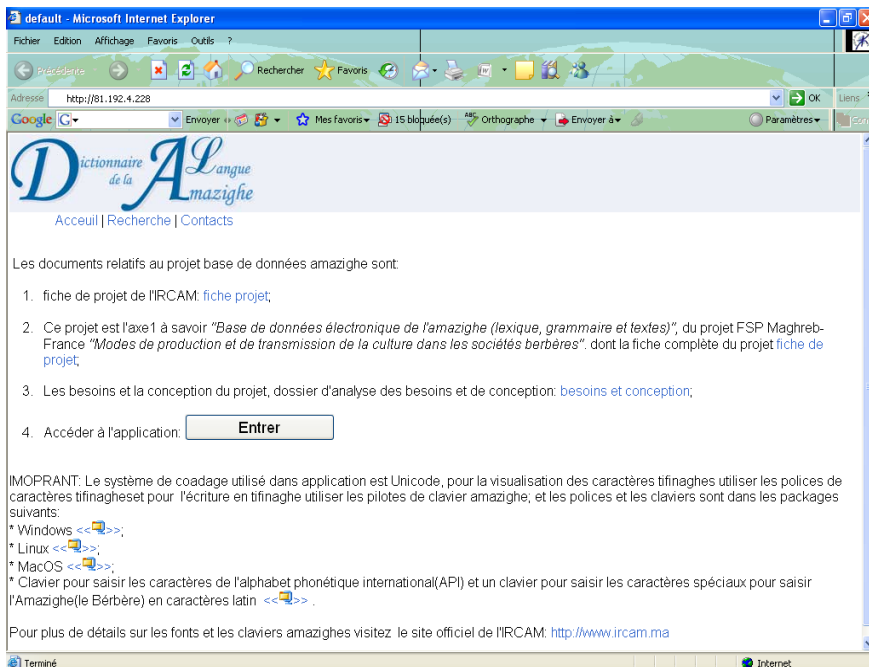 default - Microsoft Internet Explorer
Fichier Edition Affichage Favoris Outils ?
Précédente Rechercher Favoris
Adresse http://81.192.4.228 OK Liens
Google G Envoyer Mes favoris 15 bloquée(s) ABC Orthographe Envoyer à Paramètres
Dictionnaire de la Langue Amazighe
Acceuil | Recherche | Contacts
Les documents relatifs au projet base de données amazighe sont:
1. fiche de projet de l'IRCAM: fiche projet;
2. Ce projet est l'axe1 à savoir "Base de données électronique de l'amazighe (lexique, grammaire et textes)", du projet FSP Maghreb-
France "Modes de production et de transmission de la culture dans les sociétés berbères". dont la fiche complète du projet fiche de
projet;
3. Les besoins et la conception du projet, dossier d'analyse des besoins et de conception: besoins et conception;
4. Accéder à l'application: Entrer
IMOPRANT: Le système de coadage utilisé dans application est Unicode, pour la visualisation des caractères tifinaghes utiliser les polices de
caractères tifinagheset pour l'écriture en tifinaghe utiliser les pilotes de clavier amazighe; et les polices et les claviers sont dans les packages
suivants:
* Windows <<>>;
* Linux <<>>;
* MacOS <<>>;
* Clavier pour saisir les caractères de l'alphabet phonétique international(API) et un clavier pour saisir les caractères spéciaux pour saisir
l'Amazighe(le Bérbère) en caractères latin <<>> .
Pour plus de détails sur les fonts et les claviers amazighes visitez le site officiel de l'IRCAM: http://www.ircam.ma
Terminé Internet